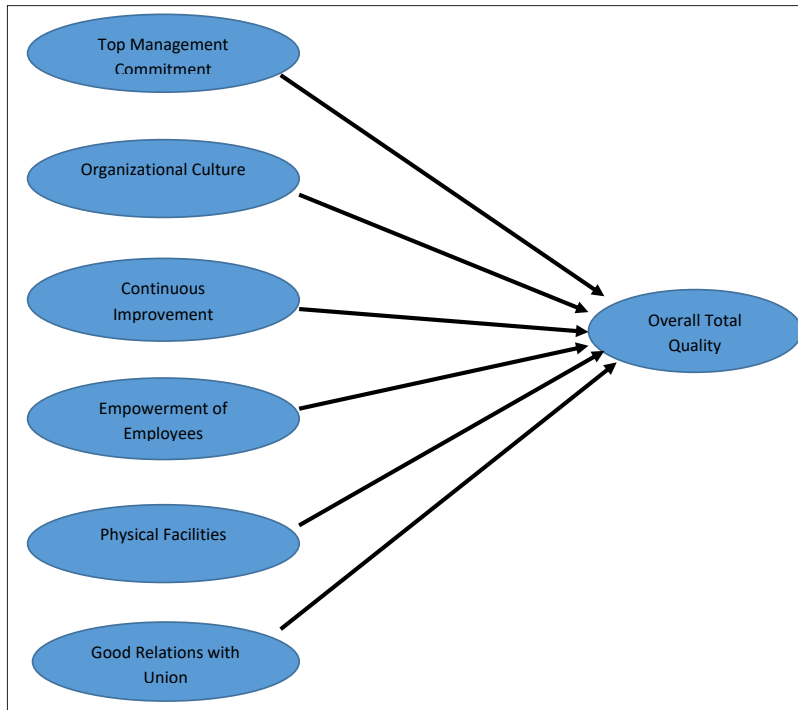 Top Management
Commitment
Organizational Culture
Continuous
Improvement
Overall Total
Quality
Empowerment of
Employees
Physical Facilities
Good Relations with
Union